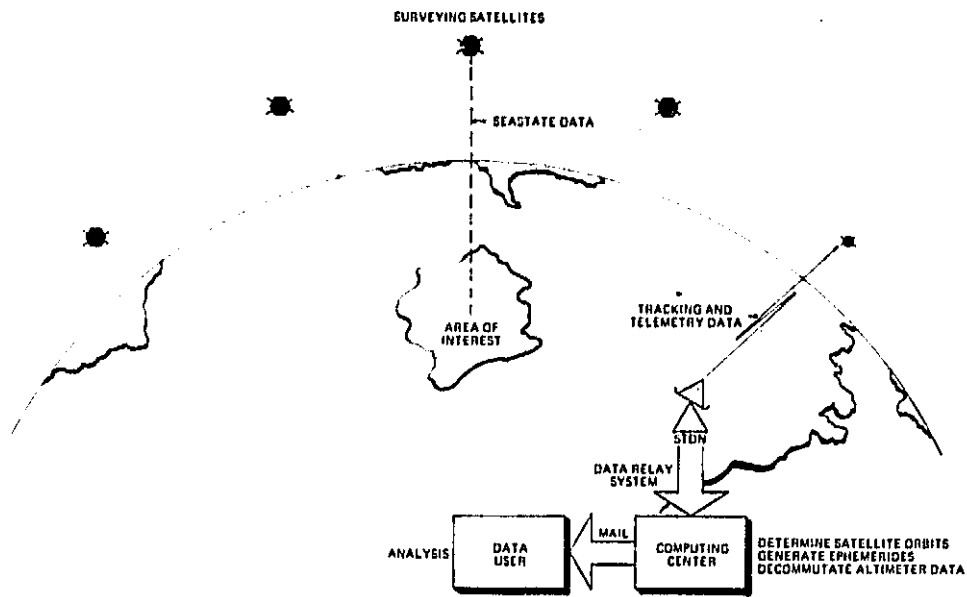 SURVEYING SATELLITES
SEASTATE DATA
AREA OF
INTEREST
TRACKING AND
TELEMETRY DATA
STDN
DATA RELAY
SYSTEM
MAIL
ANALYSIS
DATA
USER
COMPUTING
CENTER
DETERMINE SATELLITE ORBITS
GENERATE EPHEMERIDES
DECOMMUTATE ALTIMETER DATA